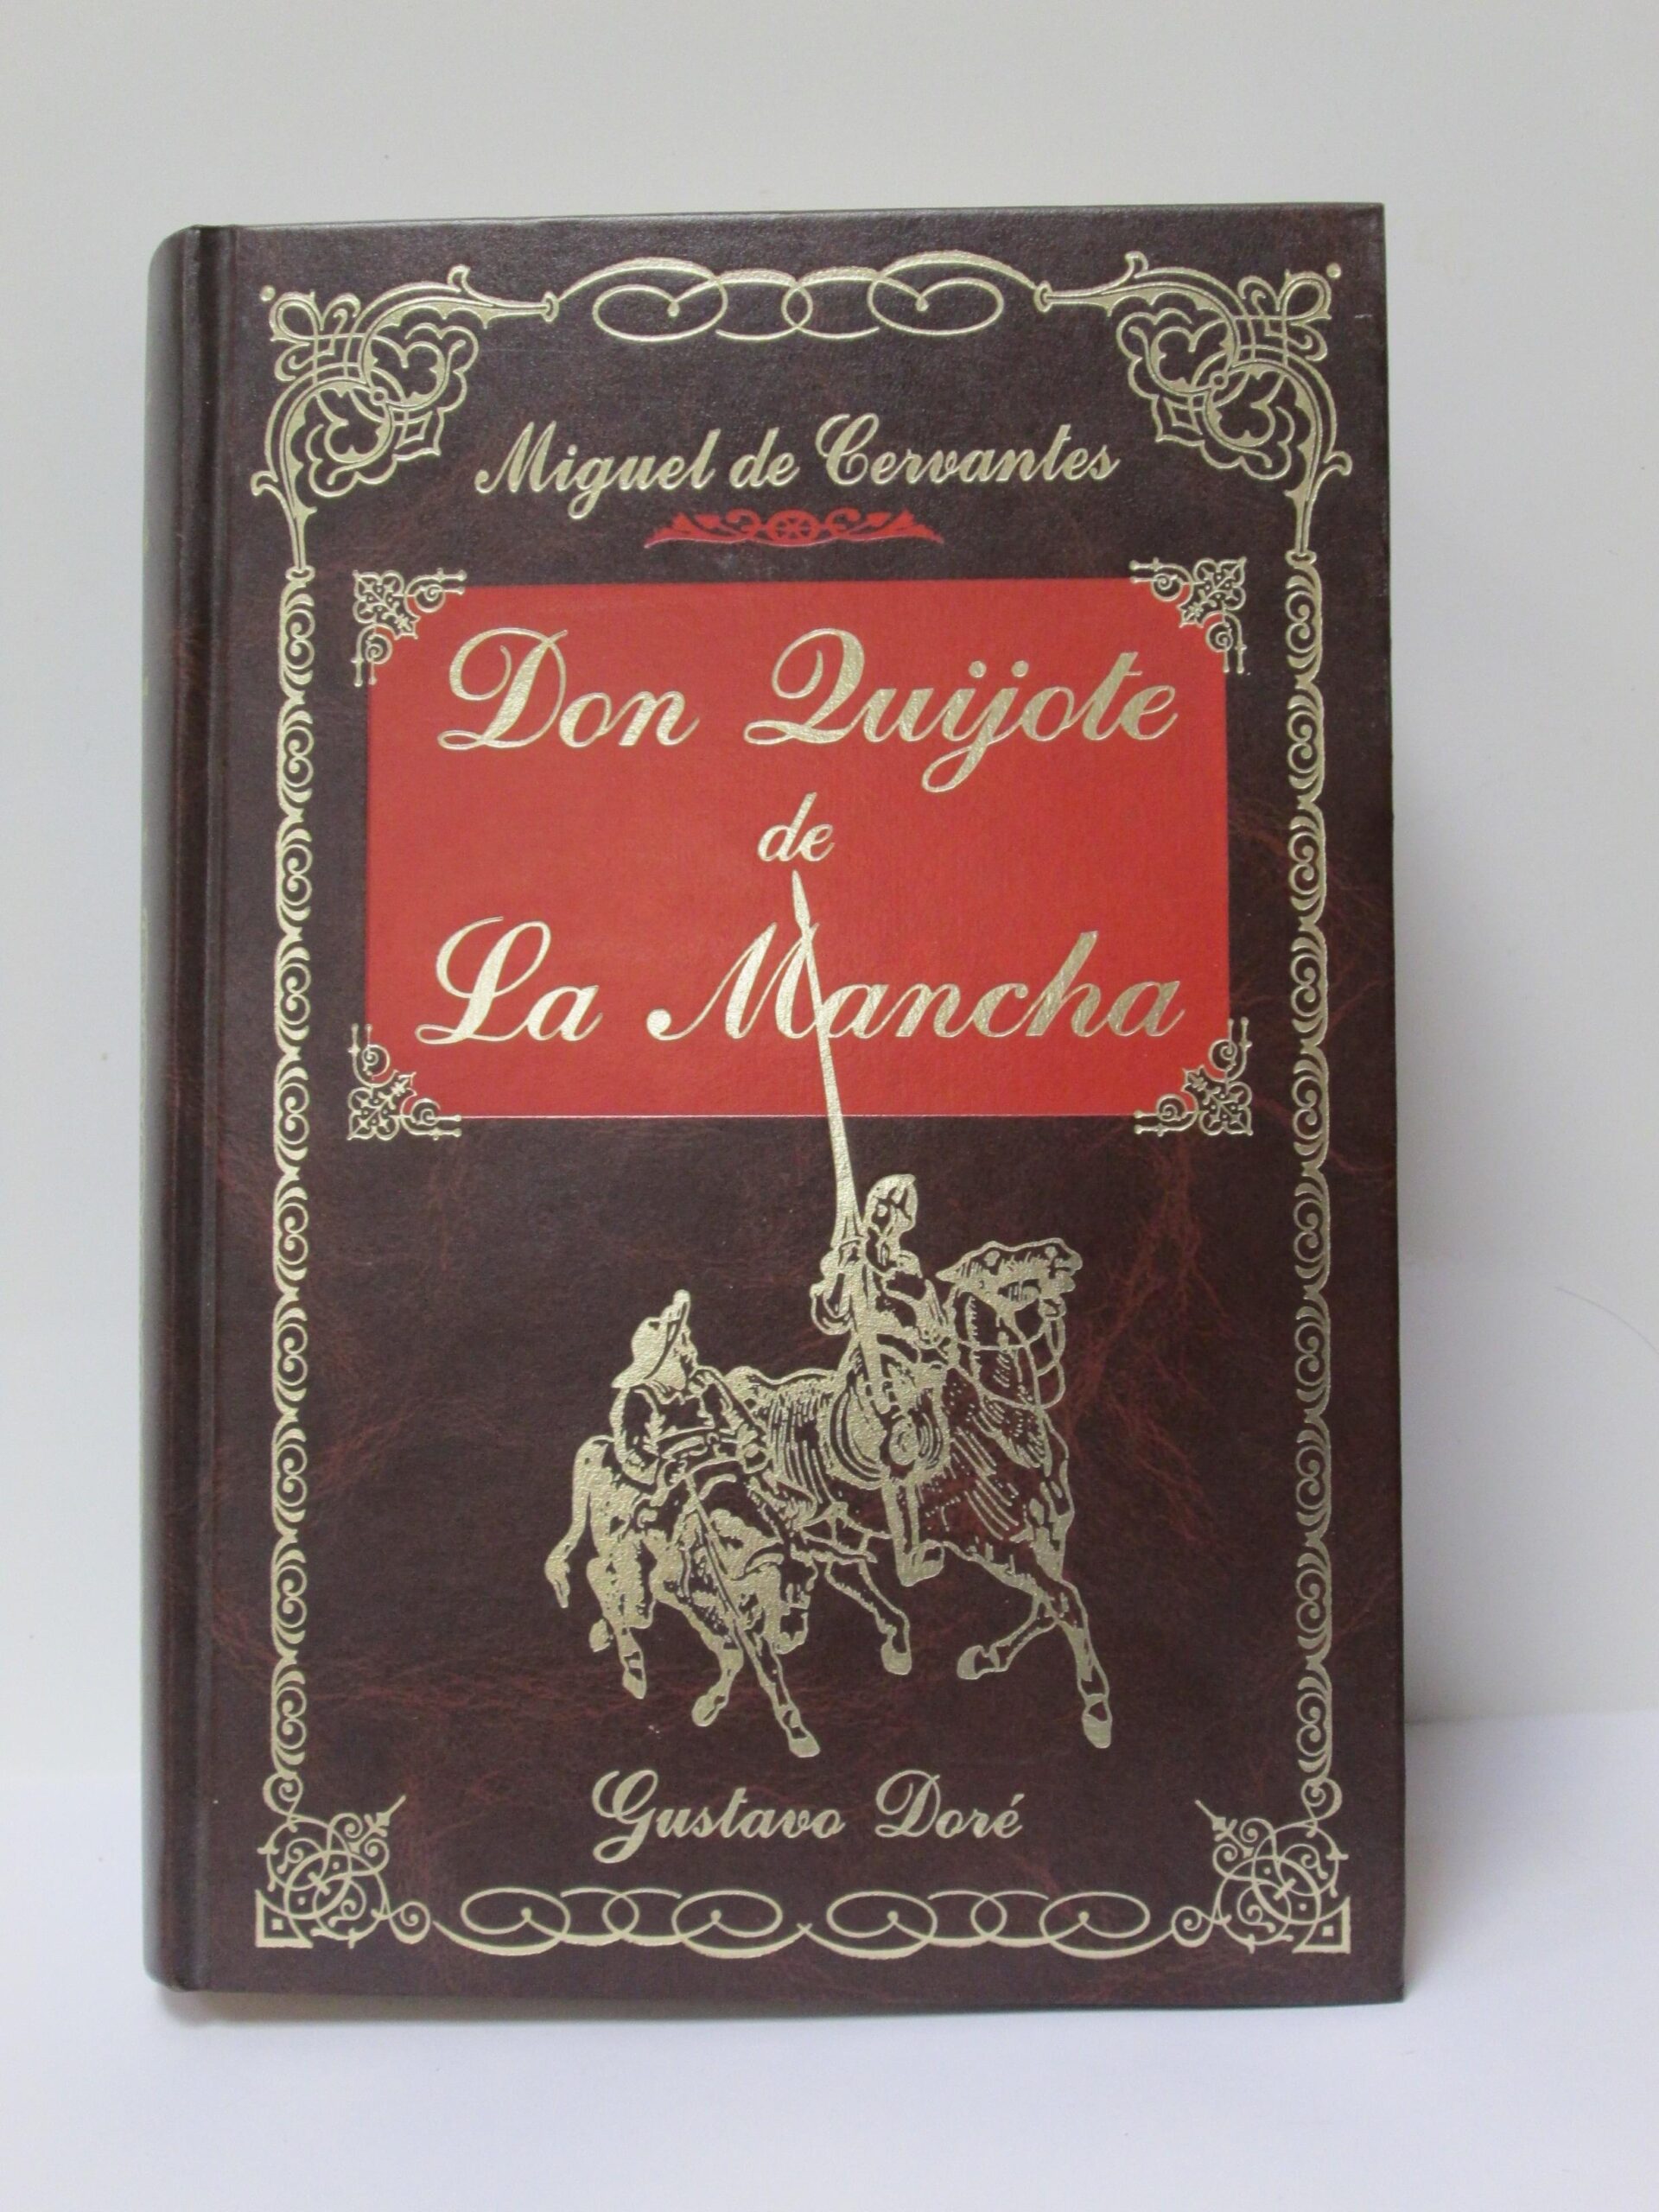 Miguel de Cervantes
Don Quijote
de
La Mancha
Gustavo Doré